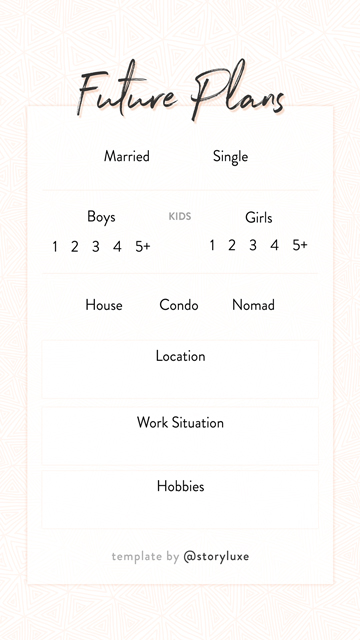 Future Plans
Married Single
Boys KIDS Girls
1 2 3 4 5+ 1 2 3 4 5+
House Condo Nomad
Location
Work Situation
Hobbies
template by @storyluxe